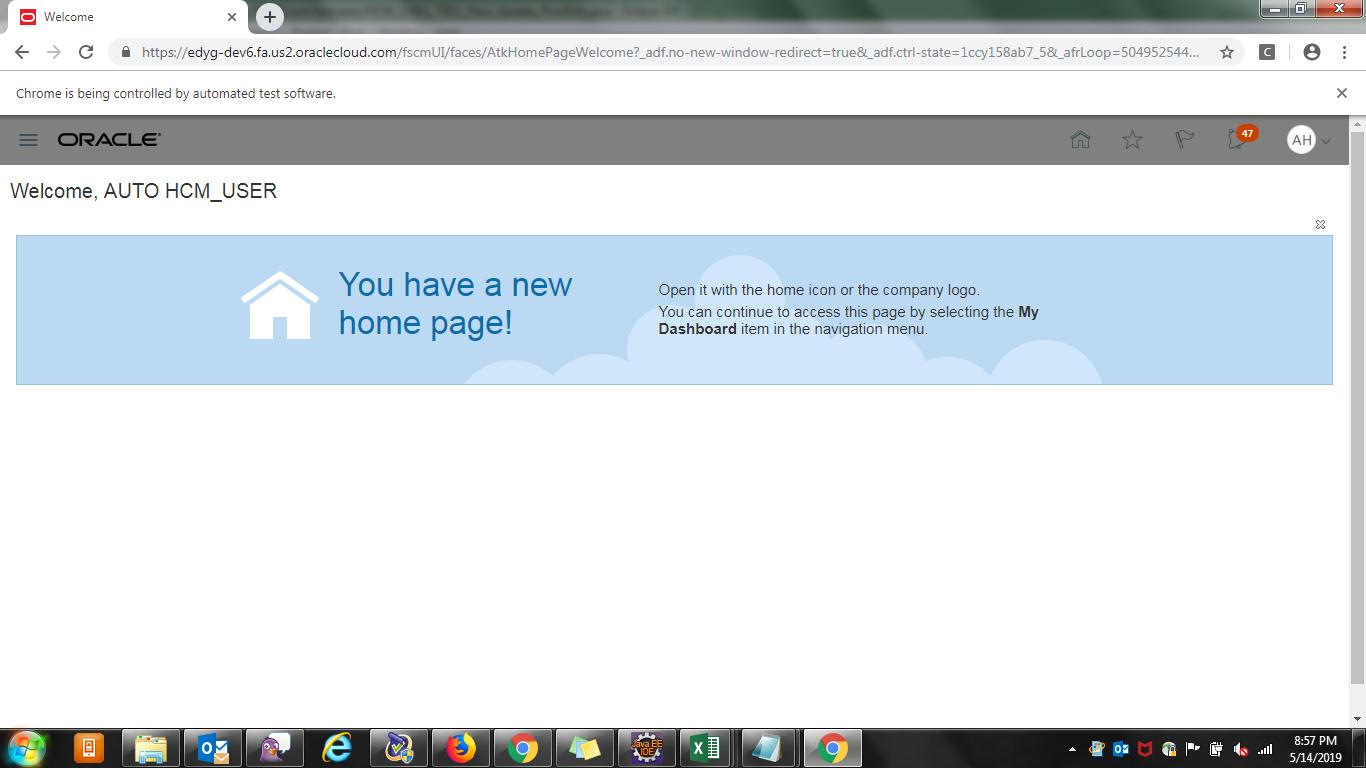 Welcome
https://edyg-dev6.fa.us2.oraclecloud.com/fscmUI/faces/AtkHomePageWelcome?_adf.no-new-window-redirect=true&_adf.ctrl-state=1ccy158ab7_5&_afrLoop=504952544...
C
Chrome is being controlled by automated test software.
ORACLE
47
AH
Welcome, AUTO HCM_USER
You have a new
home page!
Open it with the home icon or the company logo.
You can continue to access this page by selecting the My
Dashboard item in the navigation menu.
Java EE
IDE
8:57 PM
5/14/2019